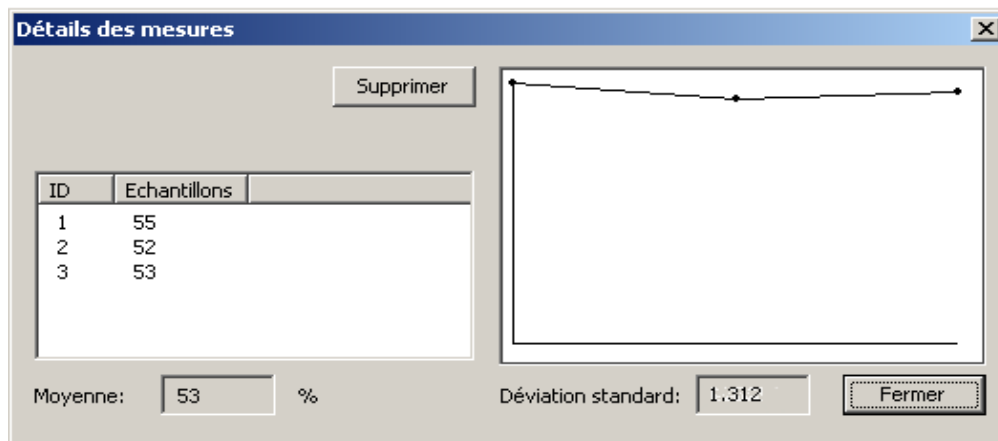 Détails des mesures
Supprimer
ID Echantillons
1 55
2 52
3 53
Moyenne: 53 %
Déviation standard: 1.312
Fermer